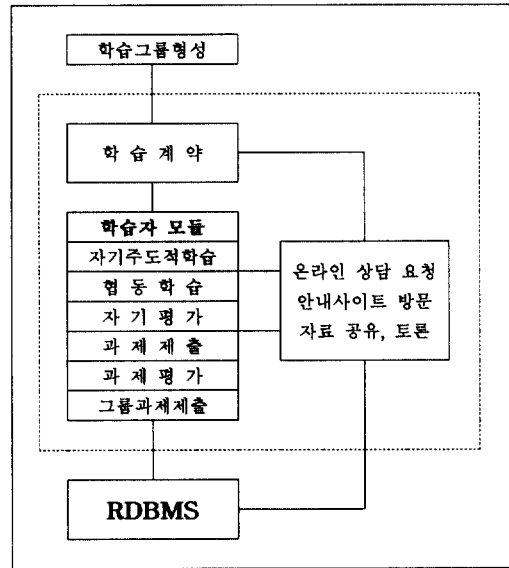 학습그룹형성
학 습 계 약
학습자 모듈
자기주도적학습
협 동 학 습
자 기 평 가
과 제 제 출
과 제 평 가
그룹과제제출
온라인 상담 요청
안내사이트 방문
자료 공유, 토론
RDBMS